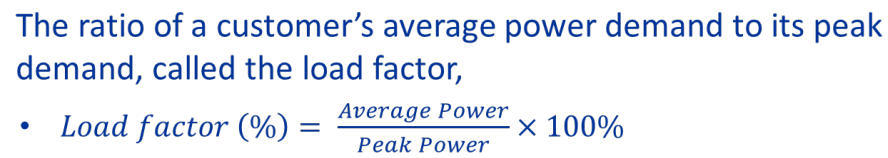 The ratio of a customer's average power demand to its peak
demand, called the load factor,
• Load factor (%) = Average Power / Peak Power × 100%